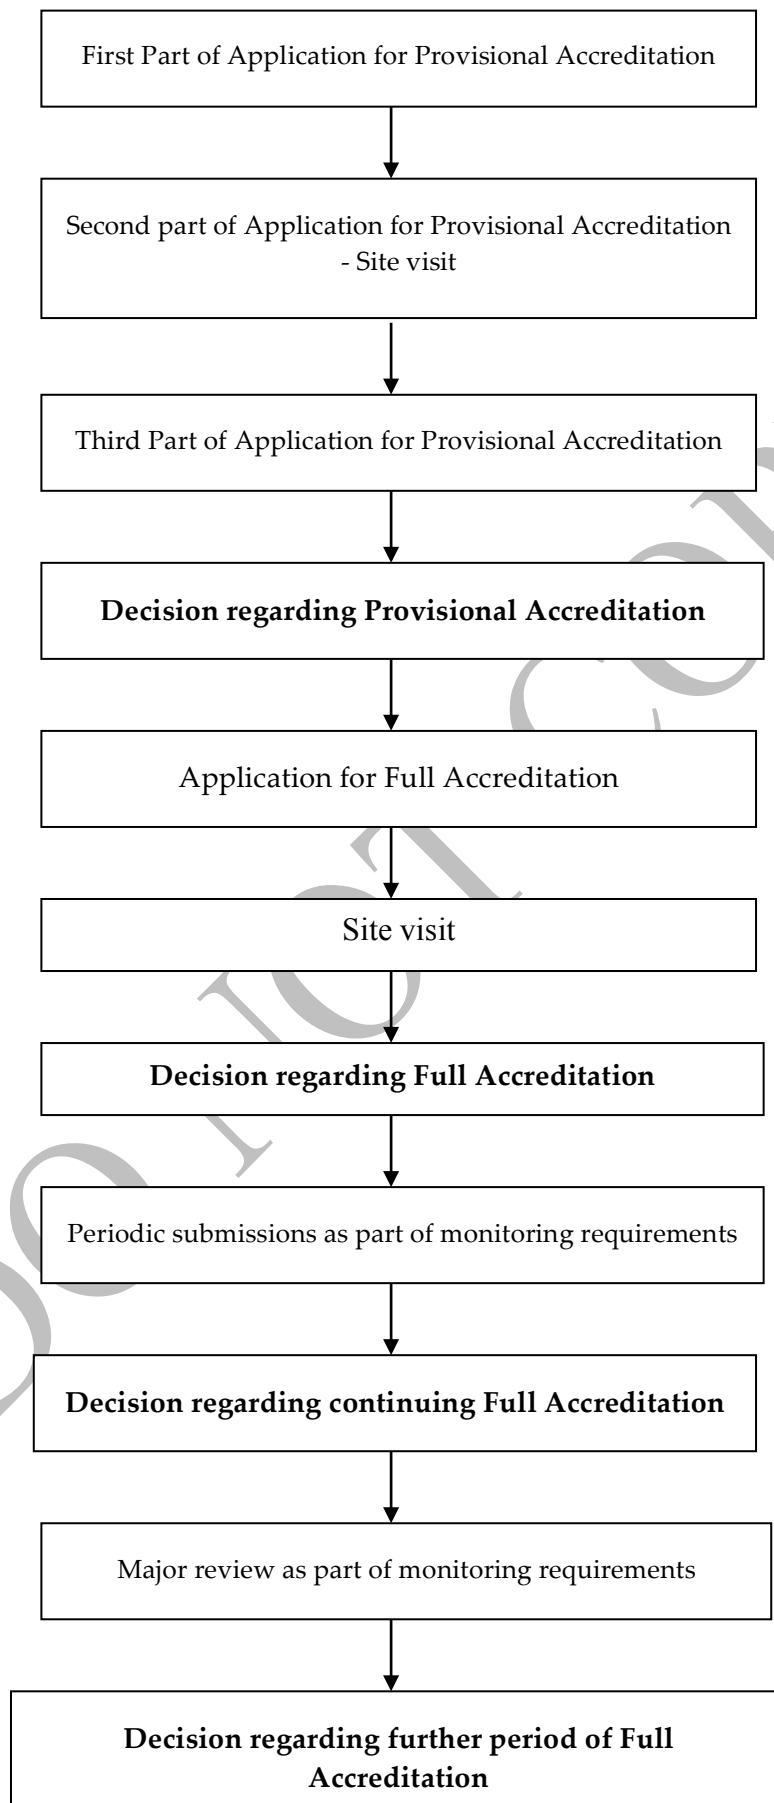 First Part of Application for Provisional Accreditation
Second part of Application for Provisional Accreditation
- Site visit
Third Part of Application for Provisional Accreditation
Decision regarding Provisional Accreditation
Application for Full Accreditation
Site visit
Decision regarding Full Accreditation
Periodic submissions as part of monitoring requirements
Decision regarding continuing Full Accreditation
Major review as part of monitoring requirements
Decision regarding further period of Full
Accreditation
DO NOT COP